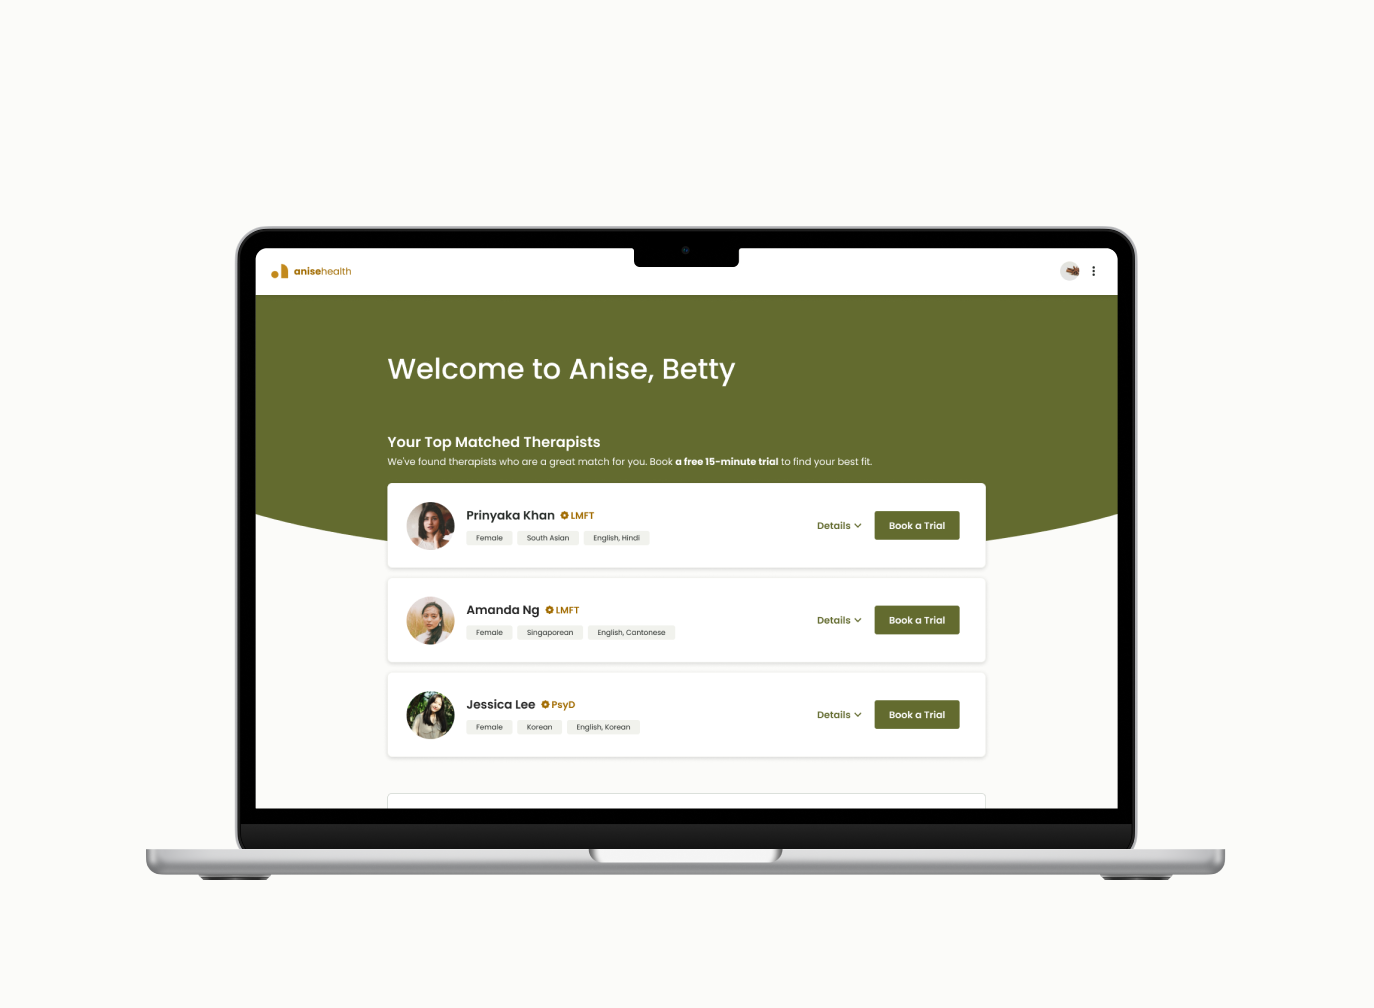 anisehealth
Welcome to Anise, Betty
Your Top Matched Therapists
We've found therapists who are a great match for you. Book a free 15-minute trial to find your best fit.
Prinyaka Khan LMFT
Female South Asian English, Hindi
Details Book a Trial
Amanda Ng LMFT
Female Singaporean English, Cantonese
Details Book a Trial
Jessica Lee PsyD
Female Korean English, Korean
Details Book a Trial